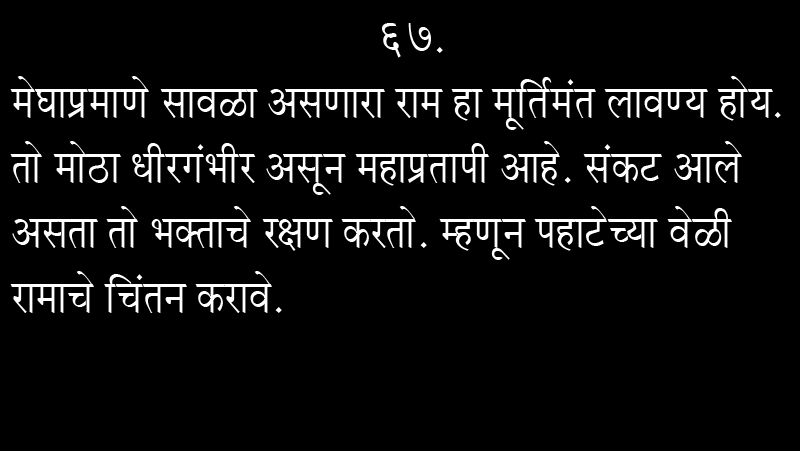 ६७.
मेघाप्रमाणे सावळा असणारा राम हा मूर्तिमंत लावण्य होय.
तो मोठा धीरगंभीर असून महाप्रतापी आहे. संकट आले
असता तो भक्ताचे रक्षण करतो. म्हणून पहाटेच्या वेळी
रामाचे चिंतन करावे.